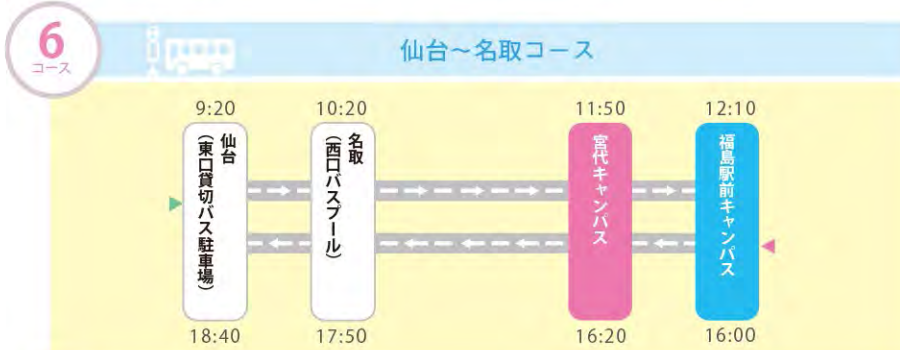 6
コース
仙台~名取コース
9:20
10:20
11:50
12:10
仙台
(東口貸切バス駐車場)
名取
(西口バスプール)
宮代キャンパス
福島駅前キャンパス
18:40
17:50
16:20
16:00